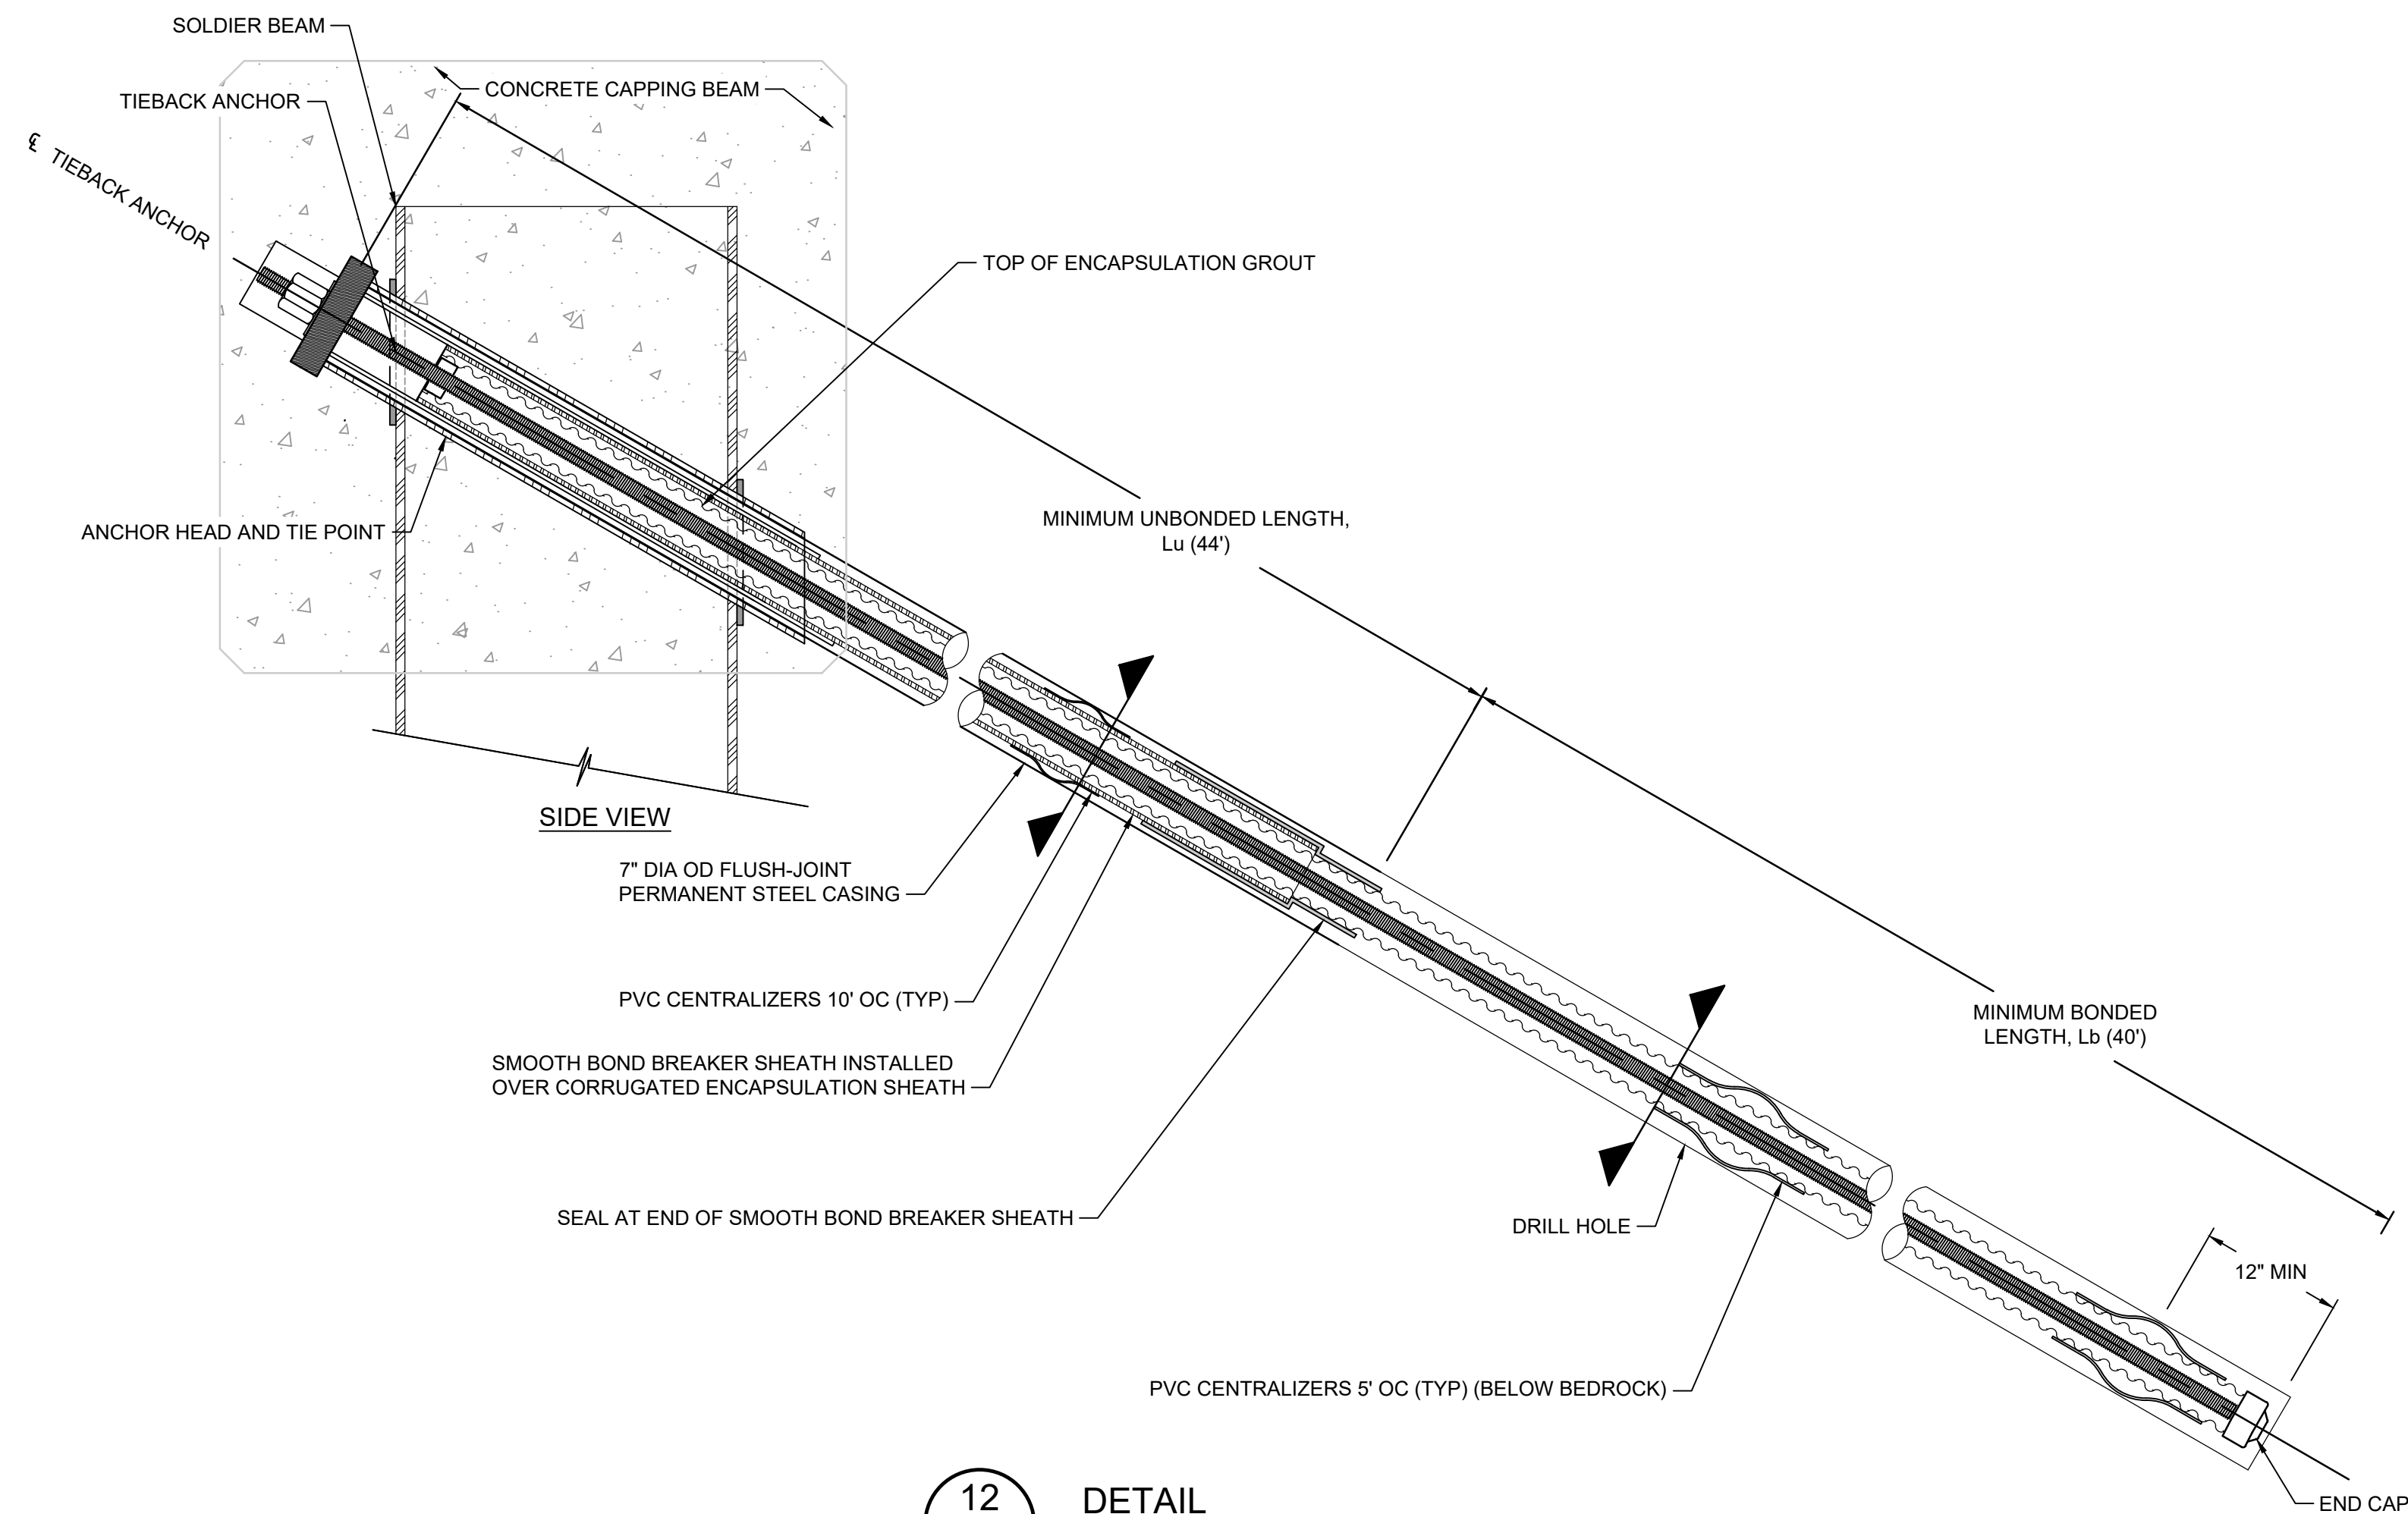 SOLDIER BEAM
CONCRETE CAPPING BEAM
TIEBACK ANCHOR
℄ TIEBACK ANCHOR
TOP OF ENCAPSULATION GROUT
ANCHOR HEAD AND TIE POINT
MINIMUM UNBONDED LENGTH,
Lu (44')
SIDE VIEW
7" DIA OD FLUSH-JOINT
PERMANENT STEEL CASING
PVC CENTRALIZERS 10' OC (TYP)
MINIMUM BONDED
LENGTH, Lb (40')
SMOOTH BOND BREAKER SHEATH INSTALLED
OVER CORRUGATED ENCAPSULATION SHEATH
SEAL AT END OF SMOOTH BOND BREAKER SHEATH
DRILL HOLE
12" MIN
PVC CENTRALIZERS 5' OC (TYP) (BELOW BEDROCK)
END CAP
12
DETAIL